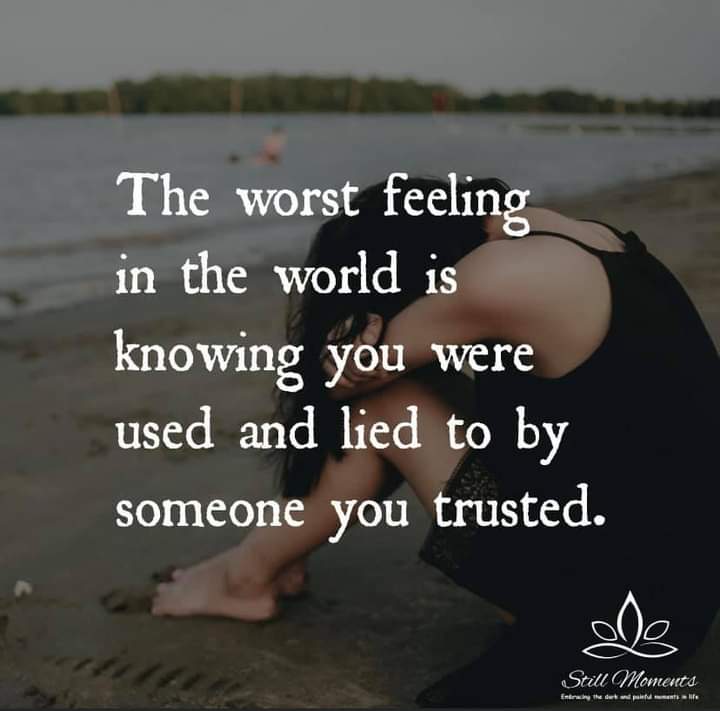 The worst feeling
in the world is
knowing you were
used and lied to by
someone you trusted.
Still Moments
Embracing the dark and painful moments in life